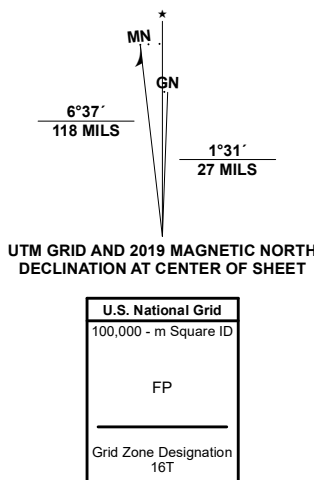 ★
MN
GN
6°37´
118 MILS
1°31´
27 MILS
UTM GRID AND 2019 MAGNETIC NORTH
DECLINATION AT CENTER OF SHEET
U.S. National Grid
100,000 - m Square ID
FP
Grid Zone Designation
16T